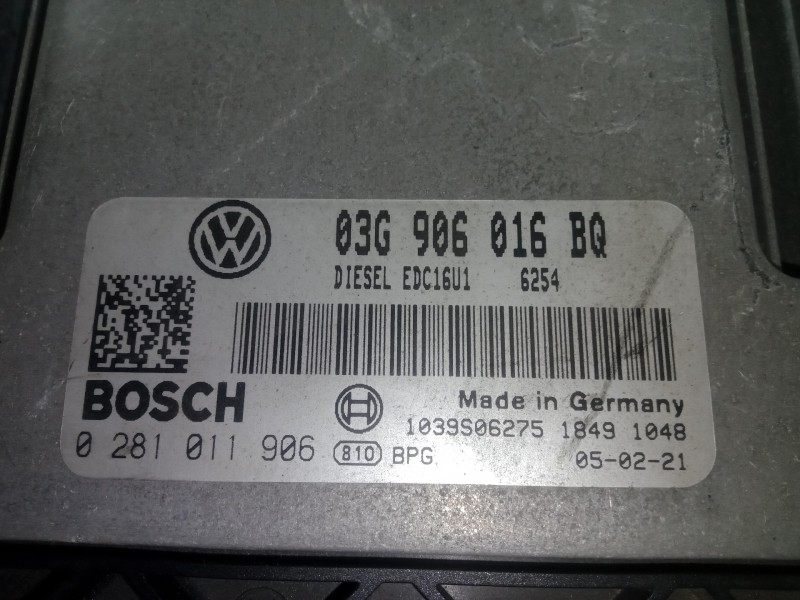 03G 906 016 BQ
DIESEL EDC16U1 6254
BOSCH
Made in Germany
1039S06275 1849 1048
0 281 011 906 810 BPG 05-02-21